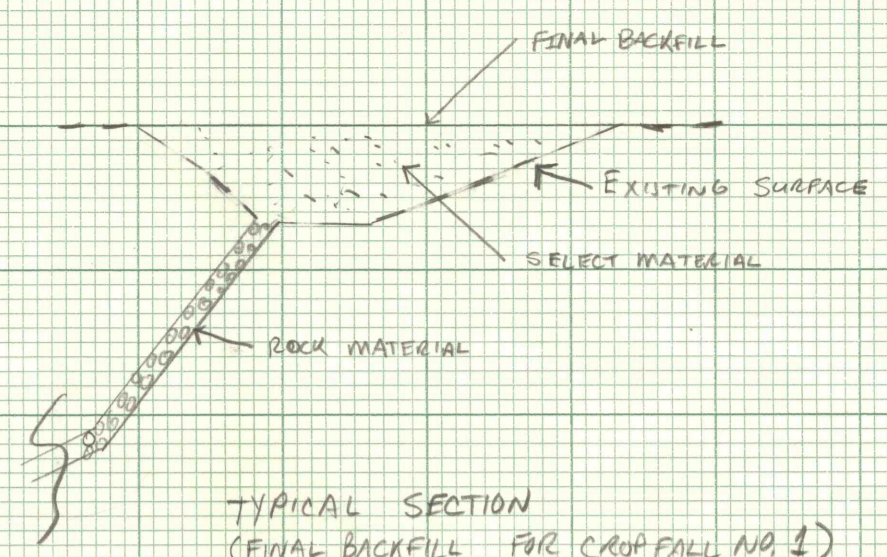 FINAL BACKFILL
EXISTING SURFACE
SELECT MATERIAL
ROCK MATERIAL
TYPICAL SECTION
(FINAL BACKFILL FOR CROPFALL NO 1)